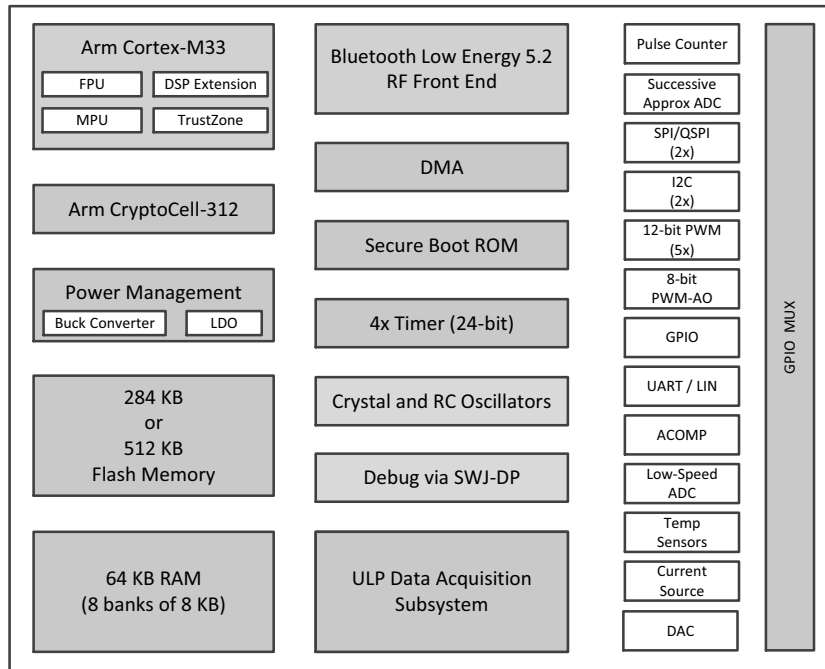 Arm Cortex-M33
FPU
DSP Extension
MPU
TrustZone
Arm CryptoCell-312
Power Management
Buck Converter
LDO
284 KB
or
512 KB
Flash Memory
64 KB RAM
(8 banks of 8 KB)
Bluetooth Low Energy 5.2
RF Front End
DMA
Secure Boot ROM
4x Timer (24-bit)
Crystal and RC Oscillators
Debug via SWJ-DP
ULP Data Acquisition
Subsystem
Pulse Counter
Successive
Approx ADC
SPI/QSPI
(2x)
I2C
(2x)
12-bit PWM
(5x)
8-bit
PWM-AO
GPIO
UART / LIN
ACOMP
Low-Speed
ADC
Temp
Sensors
Current
Source
DAC
GPIO MUX